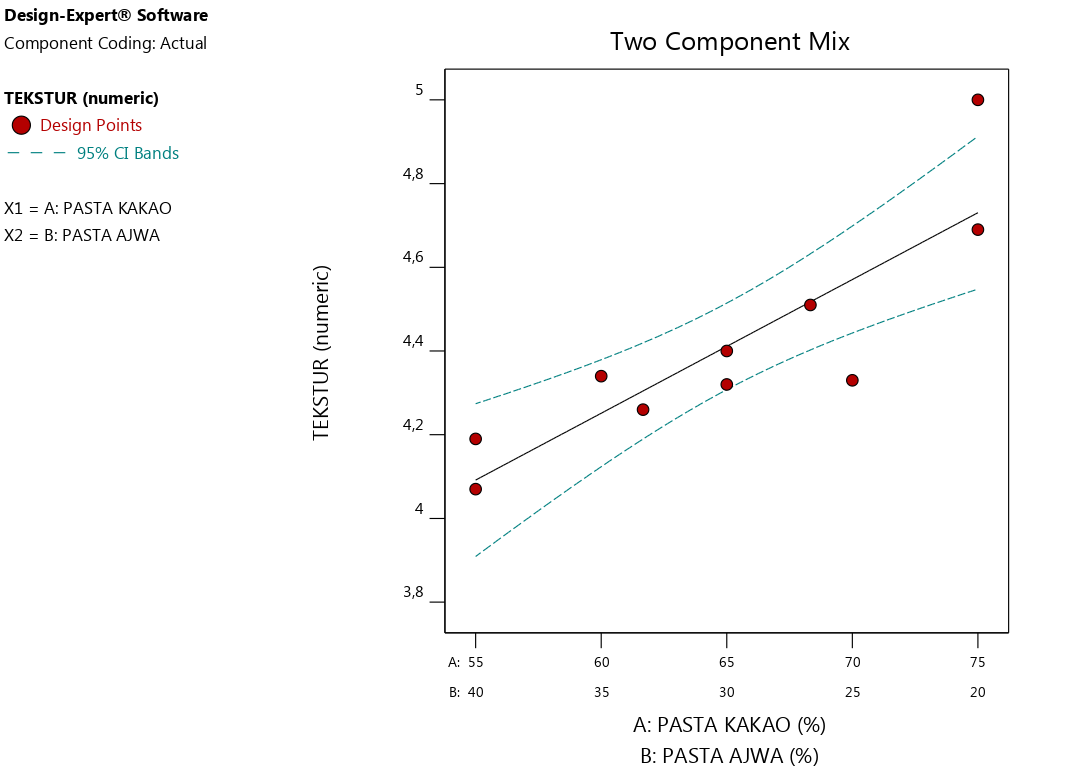 Design-Expert® Software
Component Coding: Actual
TEKSTUR (numeric)
Design Points
95% CI Bands
X1 = A: PASTA KAKAO
X2 = B: PASTA AJWA
Two Component Mix
TEKSTUR (numeric)
5
4,8
4,6
4,4
4,2
4
3,8
A: 55 60 65 70 75
B: 40 35 30 25 20
A: PASTA KAKAO (%)
B: PASTA AJWA (%)